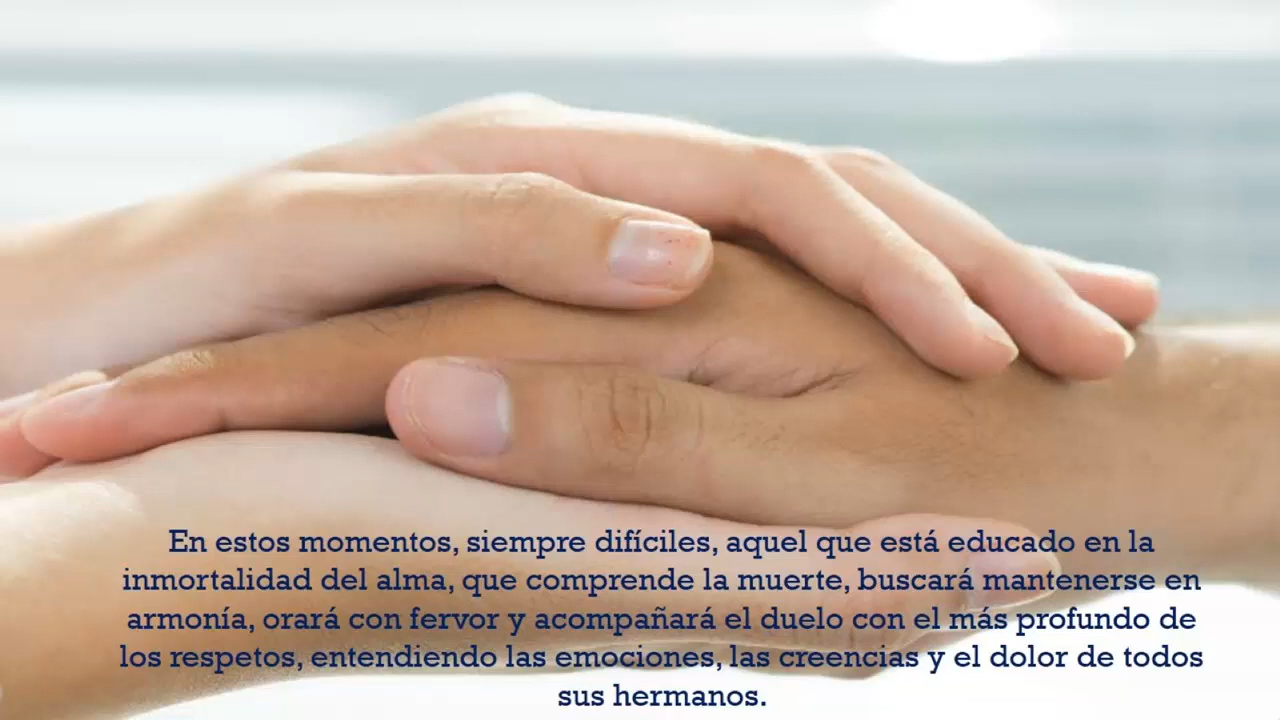 En estos momentos, siempre difíciles, aquel que está educado en la
inmortalidad del alma, que comprende la muerte, buscará mantenerse en
armonía, orará con fervor y acompañará el duelo con el más profundo de
los respetos, entendiendo las emociones, las creencias y el dolor de todos
sus hermanos.